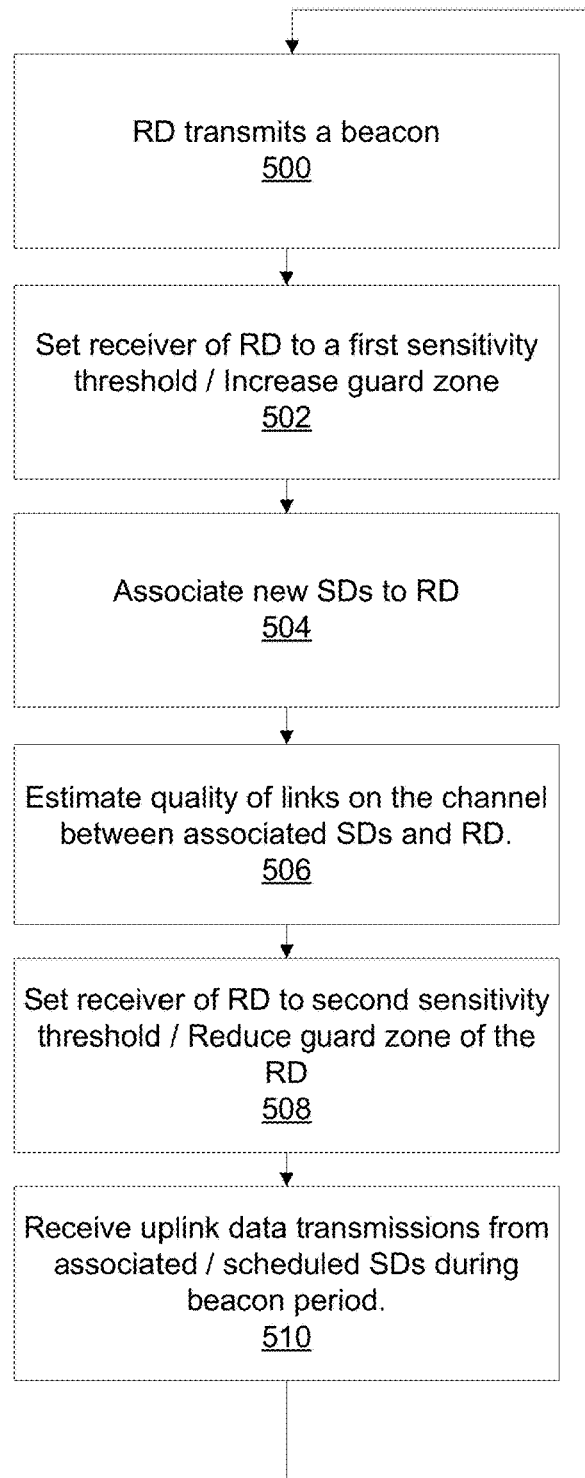 RD transmits a beacon
500
Set receiver of RD to a first sensitivity
threshold / Increase guard zone
502
Associate new SDs to RD
504
Estimate quality of links on the channel
between associated SDs and RD.
506
Set receiver of RD to second sensitivity
threshold / Reduce guard zone of the
RD
508
Receive uplink data transmissions from
associated / scheduled SDs during
beacon period.
510